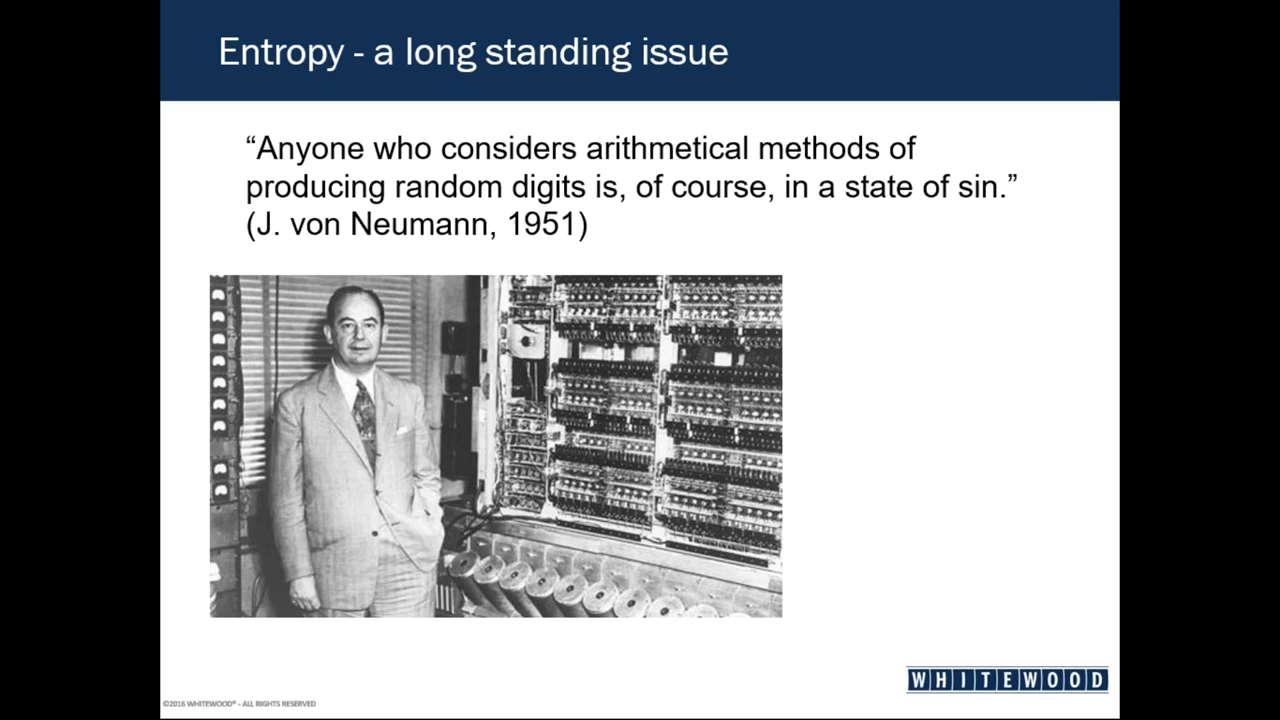 Entropy - a long standing issue
“Anyone who considers arithmetical methods of
producing random digits is, of course, in a state of sin.”
(J. von Neumann, 1951)
WHITEWOOD
©2016 WHITEWOOD® - ALL RIGHTS RESERVED